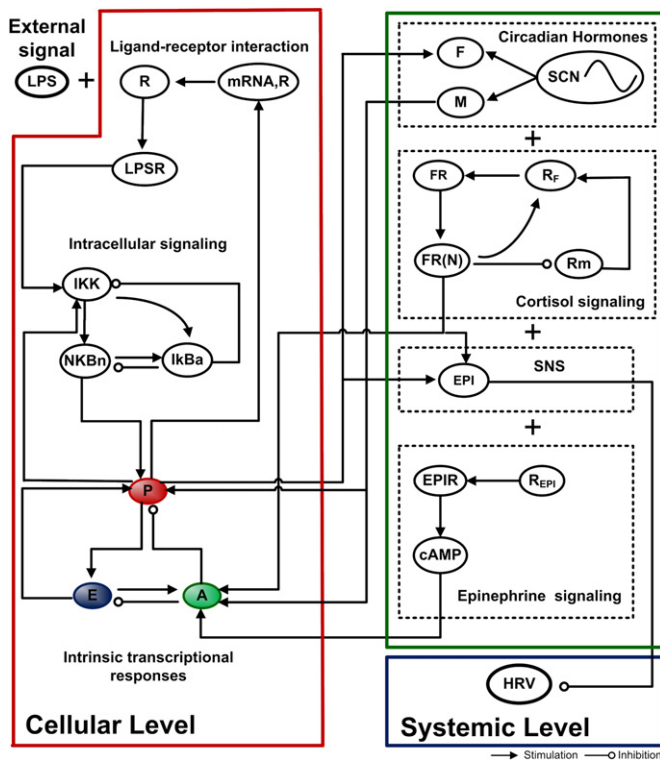 External
signal
LPS
+
Ligand-receptor interaction
R
mRNA,R
LPSR
Intracellular signaling
IKK
NKBn
IkBa
P
E
A
Intrinsic transcriptional
responses
Cellular Level
Circadian Hormones
F
SCN
M
+
FR
RF
FR(N)
Rm
Cortisol signaling
+
SNS
EPI
+
EPIR
REPI
cAMP
Epinephrine signaling
HRV
Systemic Level
Stimulation
Inhibition